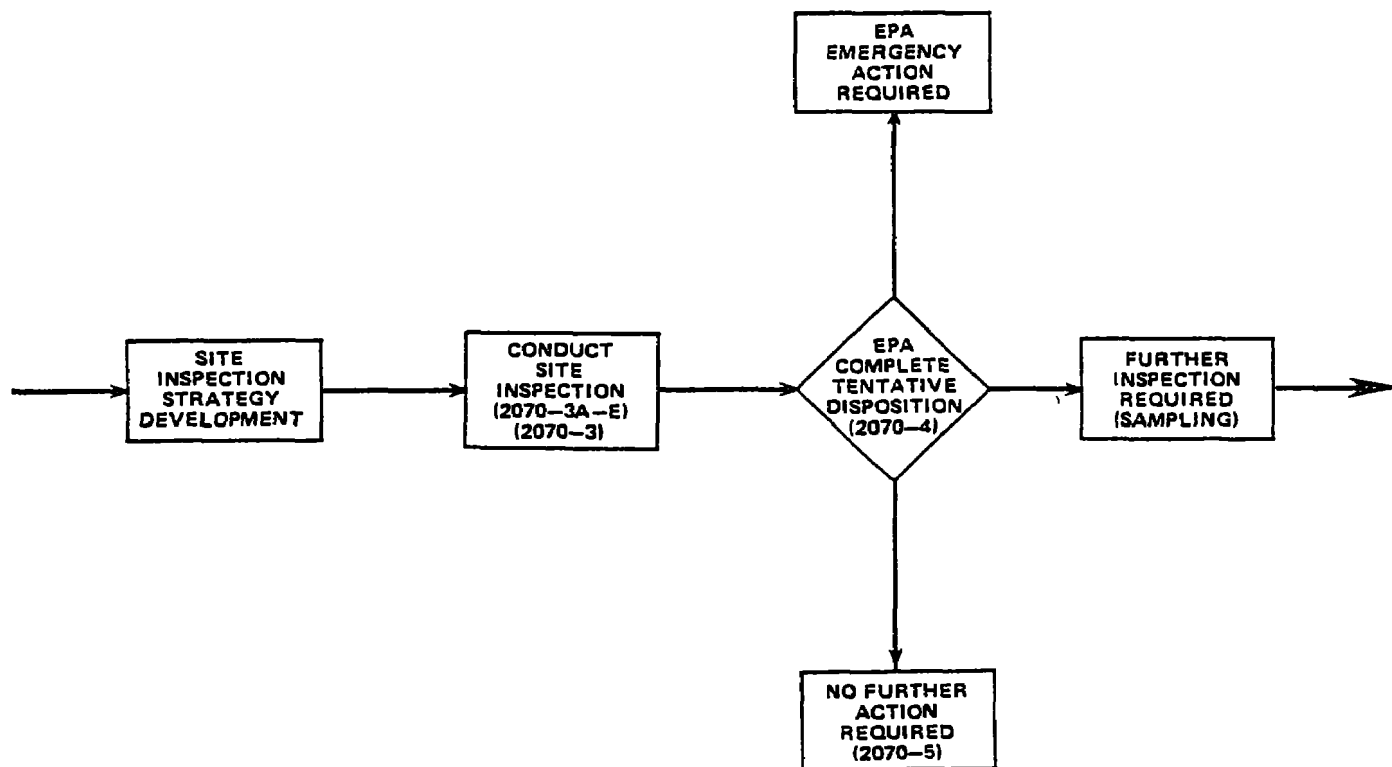 EPA
EMERGENCY
ACTION
REQUIRED
SITE
INSPECTION
STRATEGY
DEVELOPMENT
CONDUCT
SITE
INSPECTION
(2070-3A-E)
(2070-3)
EPA
COMPLETE
TENTATIVE
DISPOSITION
(2070-4)
FURTHER
INSPECTION
REQUIRED
(SAMPLING)
NO FURTHER
ACTION
REQUIRED
(2070-5)